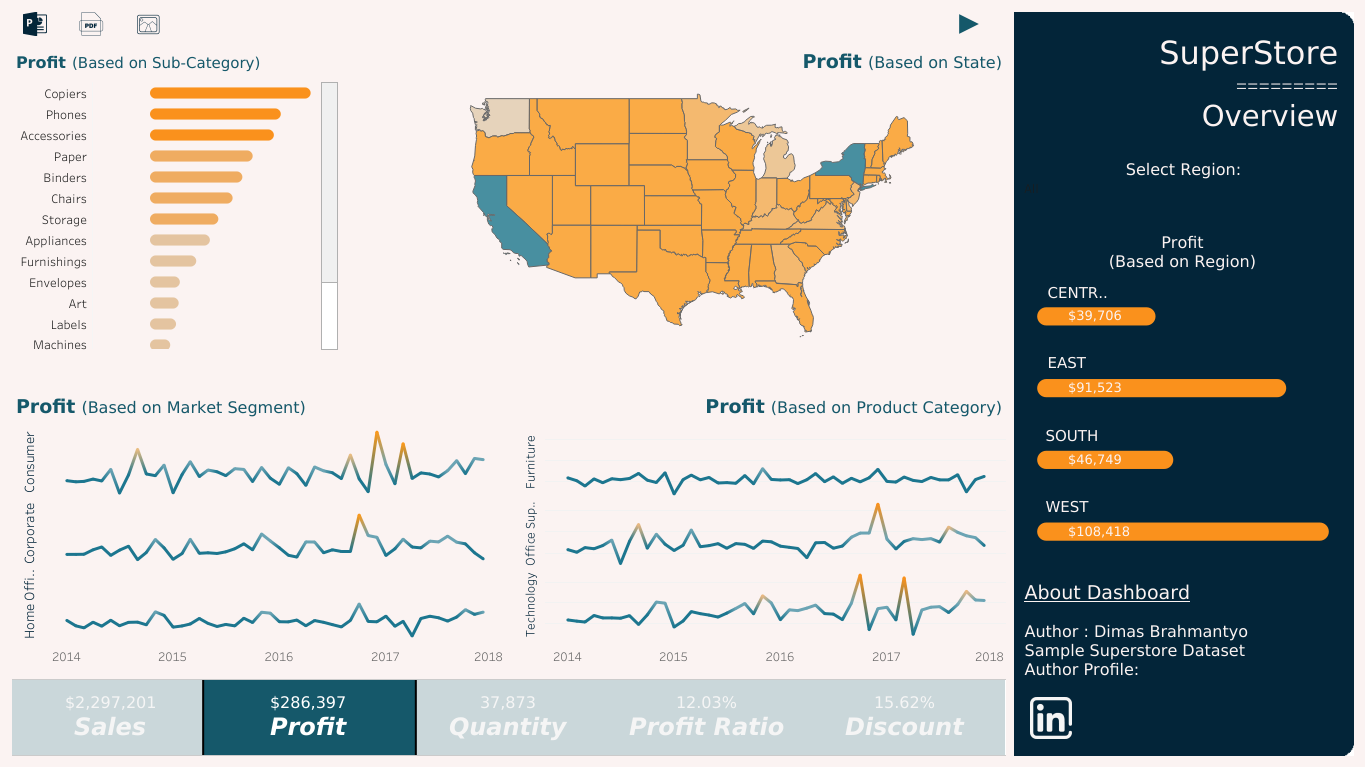 P
PDF
Profit (Based on Sub-Category)
Copiers
Phones
Accessories
Paper
Binders
Chairs
Storage
Appliances
Furnishings
Envelopes
Art
Labels
Machines
Profit (Based on State)
Profit (Based on Market Segment)
Consumer
Corporate
Home Offi..
2014 2015 2016 2017 2018
Profit (Based on Product Category)
Furniture
Office Sup..
Technology
2014 2015 2016 2017 2018
$2,297,201 $286,397 37,873 12.03% 15.62%
Sales Profit Quantity Profit Ratio Discount
SuperStore
=========
Overview
Select Region:
Profit
(Based on Region)
CENTR..
$39,706
EAST
$91,523
SOUTH
$46,749
WEST
$108,418
About Dashboard
Author : Dimas Brahmantyo
Sample Superstore Dataset
Author Profile:
in